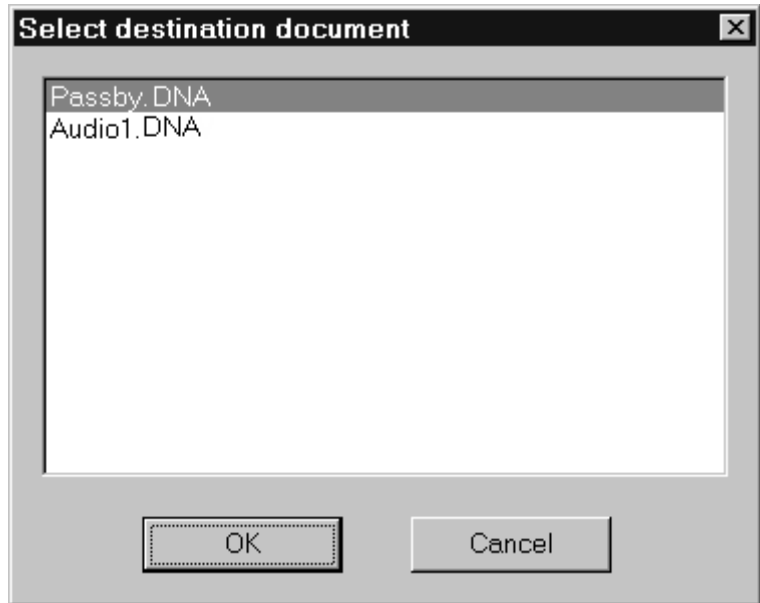 Select destination document
Passby.DNA
Audio1.DNA
OK
Cancel